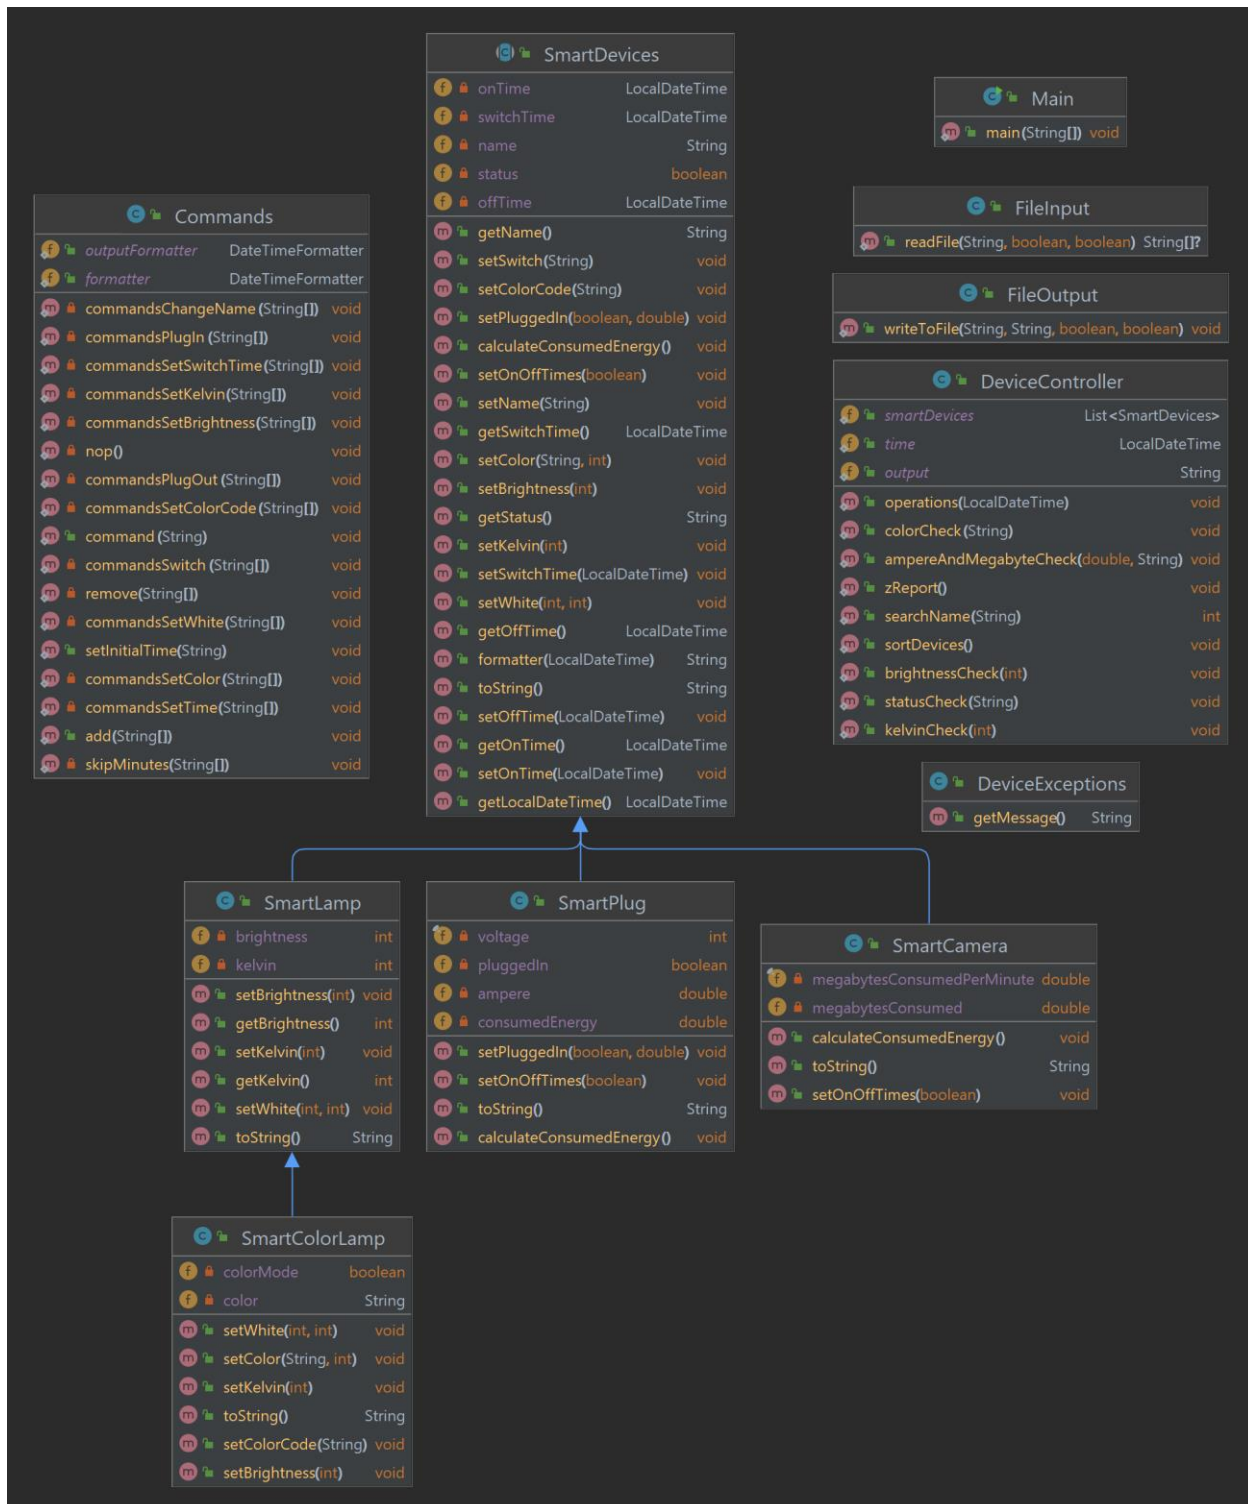 SmartDevices
onTime LocalDateTime
switchTime LocalDateTime
name String
status boolean
offTime LocalDateTime
getName() String
setSwitch(String) void
setColorCode(String) void
setPluggedIn(boolean, double) void
calculateConsumedEnergy() void
setOnOffTimes(boolean) void
setName(String) void
getSwitchTime() LocalDateTime
setColor(String, int) void
setBrightness(int) void
getStatus() String
setKelvin(int) void
setSwitchTime(LocalDateTime) void
setWhite(int, int) void
getOffTime() LocalDateTime
formatter(LocalDateTime) String
toString() String
setOffTime(LocalDateTime) void
getOnTime() LocalDateTime
setOnTime(LocalDateTime) void
getLocalDateTime() LocalDateTime
Main
main(String[]) void
FileInput
readFile(String, boolean, boolean) String[]?
FileOutput
writeToFile(String, String, boolean, boolean) void
DeviceController
smartDevices List<SmartDevices>
time LocalDateTime
output String
operations(LocalDateTime) void
colorCheck(String) void
ampereAndMegabyteCheck(double, String) void
zReport() void
searchName(String) int
sortDevices() void
brightnessCheck(int) void
statusCheck(String) void
kelvinCheck(int) void
DeviceExceptions
getMessage() String
Commands
outputFormatter DateTimeFormatter
formatter DateTimeFormatter
commandsChangeName(String[]) void
commandsPlugIn(String[]) void
commandsSetSwitchTime(String[]) void
commandsSetKelvin(String[]) void
commandsSetBrightness(String[]) void
nop() void
commandsPlugOut(String[]) void
commandsSetColorCode(String[]) void
command(String) void
commandsSwitch(String[]) void
remove(String[]) void
commandsSetWhite(String[]) void
setInitialTime(String) void
commandsSetColor(String[]) void
commandsSetTime(String[]) void
add(String[]) void
skipMinutes(String[]) void
SmartLamp
brightness int
kelvin int
setBrightness(int) void
getBrightness() int
setKelvin(int) void
getKelvin() int
setWhite(int, int) void
toString() String
SmartPlug
voltage int
pluggedIn boolean
ampere double
consumedEnergy double
setPluggedIn(boolean, double) void
setOnOffTimes(boolean) void
toString() String
calculateConsumedEnergy() void
SmartCamera
megabytesConsumedPerMinute double
megabytesConsumed double
calculateConsumedEnergy() void
toString() String
setOnOffTimes(boolean) void
SmartColorLamp
colorMode boolean
color String
setWhite(int, int) void
setColor(String, int) void
setKelvin(int) void
toString() String
setColorCode(String) void
setBrightness(int) void